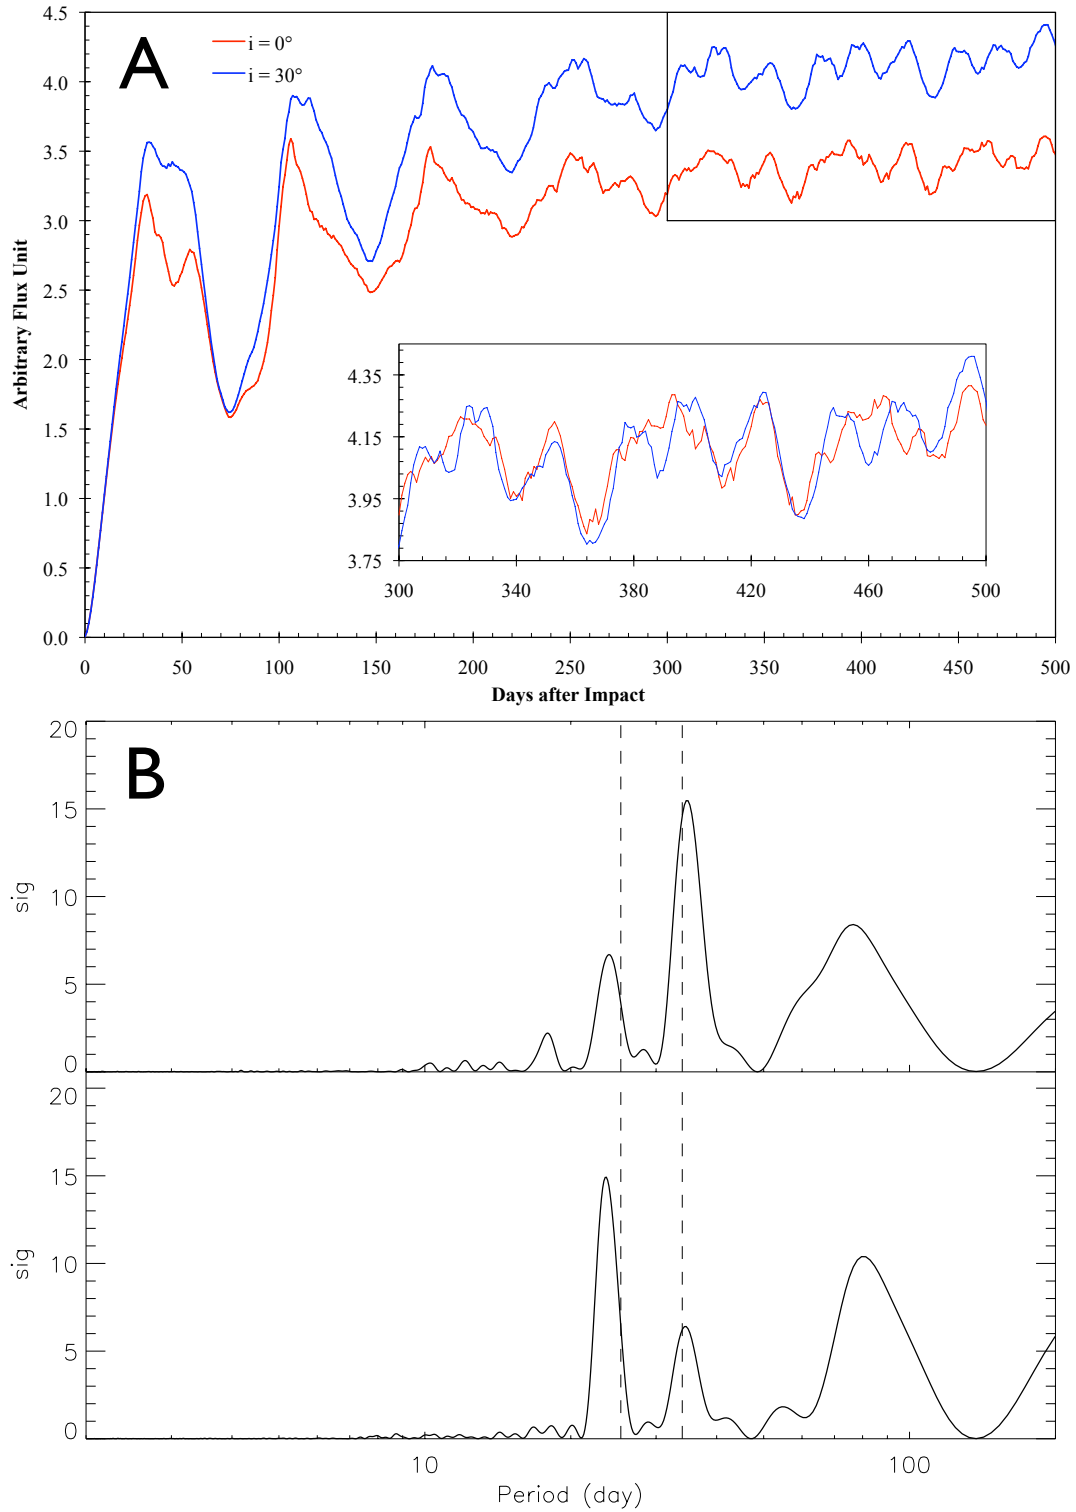 A
i = 0°
i = 30°
4.5
4.0
3.5
3.0
2.5
2.0
1.5
1.0
0.5
0.0
Arbitrary Flux Unit
4.35
4.15
3.95
3.75
300 340 380 420 460 500
0 50 100 150 200 250 300 350 400 450 500
Days after Impact
B
20
15
10
5
0
sig
20
15
10
5
0
sig
10 100
Period (day)